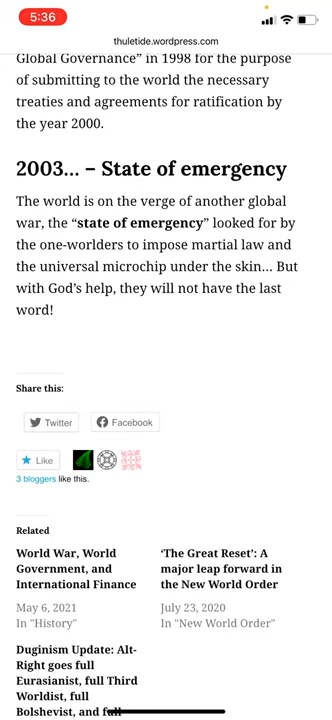 5:36
thuletide.wordpress.com
Global Governance” in 1998 for the purpose
of submitting to the world the necessary
treaties and agreements for ratification by
the year 2000.
2003... – State of emergency
The world is on the verge of another global
war, the “state of emergency” looked for by
the one-worlders to impose martial law and
the universal microchip under the skin... But
with God’s help, they will not have the last
word!
Share this:
Twitter
Facebook
Like
3 bloggers like this.
Related
World War, World
Government, and
International Finance
May 6, 2021
In "History"
‘The Great Reset’: A
major leap forward in
the New World Order
July 23, 2020
In "New World Order"
Duginism Update: Alt-
Right goes full
Eurasianist, full Third
Worldist, full
Bolshevist, and full